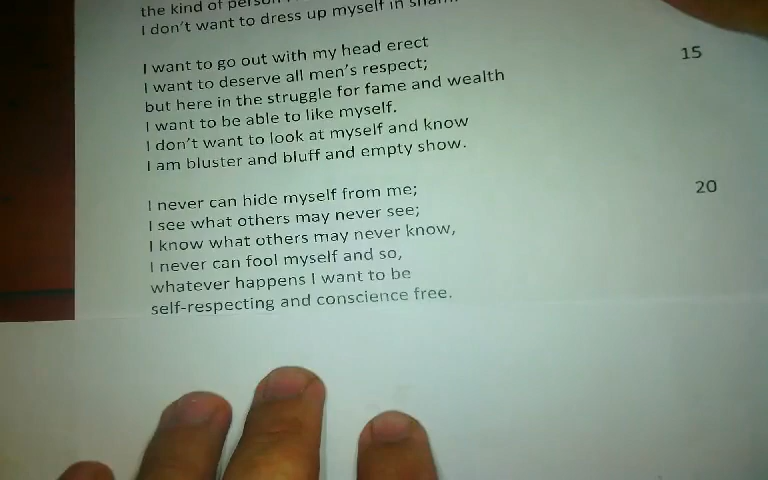 the kind of person
I don't want to dress up myself in
I want to go out with my head erect
I want to deserve all men's respect; 15
but here in the struggle for fame and wealth
I want to be able to like myself.
I don't want to look at myself and know
I am bluster and bluff and empty show.
I never can hide myself from me;
I see what others may never see; 20
I know what others may never know,
I never can fool myself and so,
whatever happens I want to be
self-respecting and conscience free.